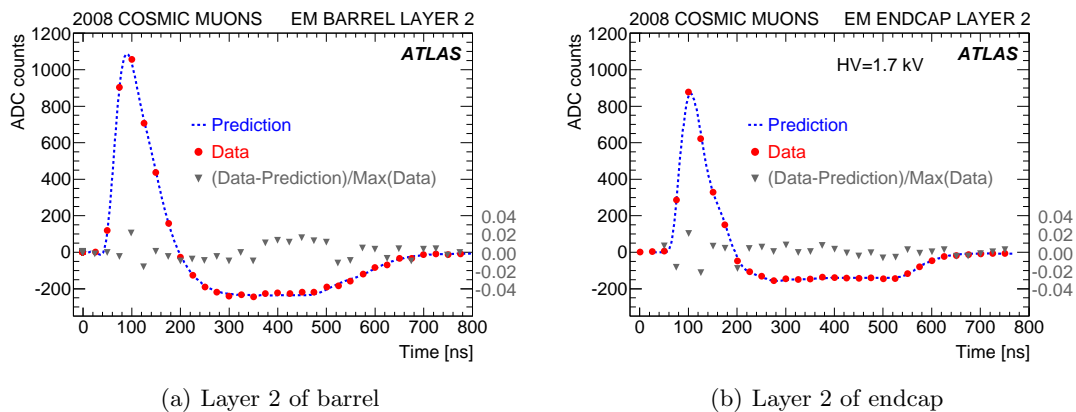 2008 COSMIC MUONS EM BARREL LAYER 2
ADC counts
1200
1000
800
600
400
200
0
-200
ATLAS
Prediction
Data
(Data-Prediction)/Max(Data)
0.04
0.02
0.00
-0.02
-0.04
0 100 200 300 400 500 600 700 800
Time [ns]
(a) Layer 2 of barrel
2008 COSMIC MUONS EM ENDCAP LAYER 2
ADC counts
1200
1000
800
600
400
200
0
-200
ATLAS
HV=1.7 kV
Prediction
Data
(Data-Prediction)/Max(Data)
0.04
0.02
0.00
-0.02
-0.04
0 100 200 300 400 500 600 700 800
Time [ns]
(b) Layer 2 of endcap